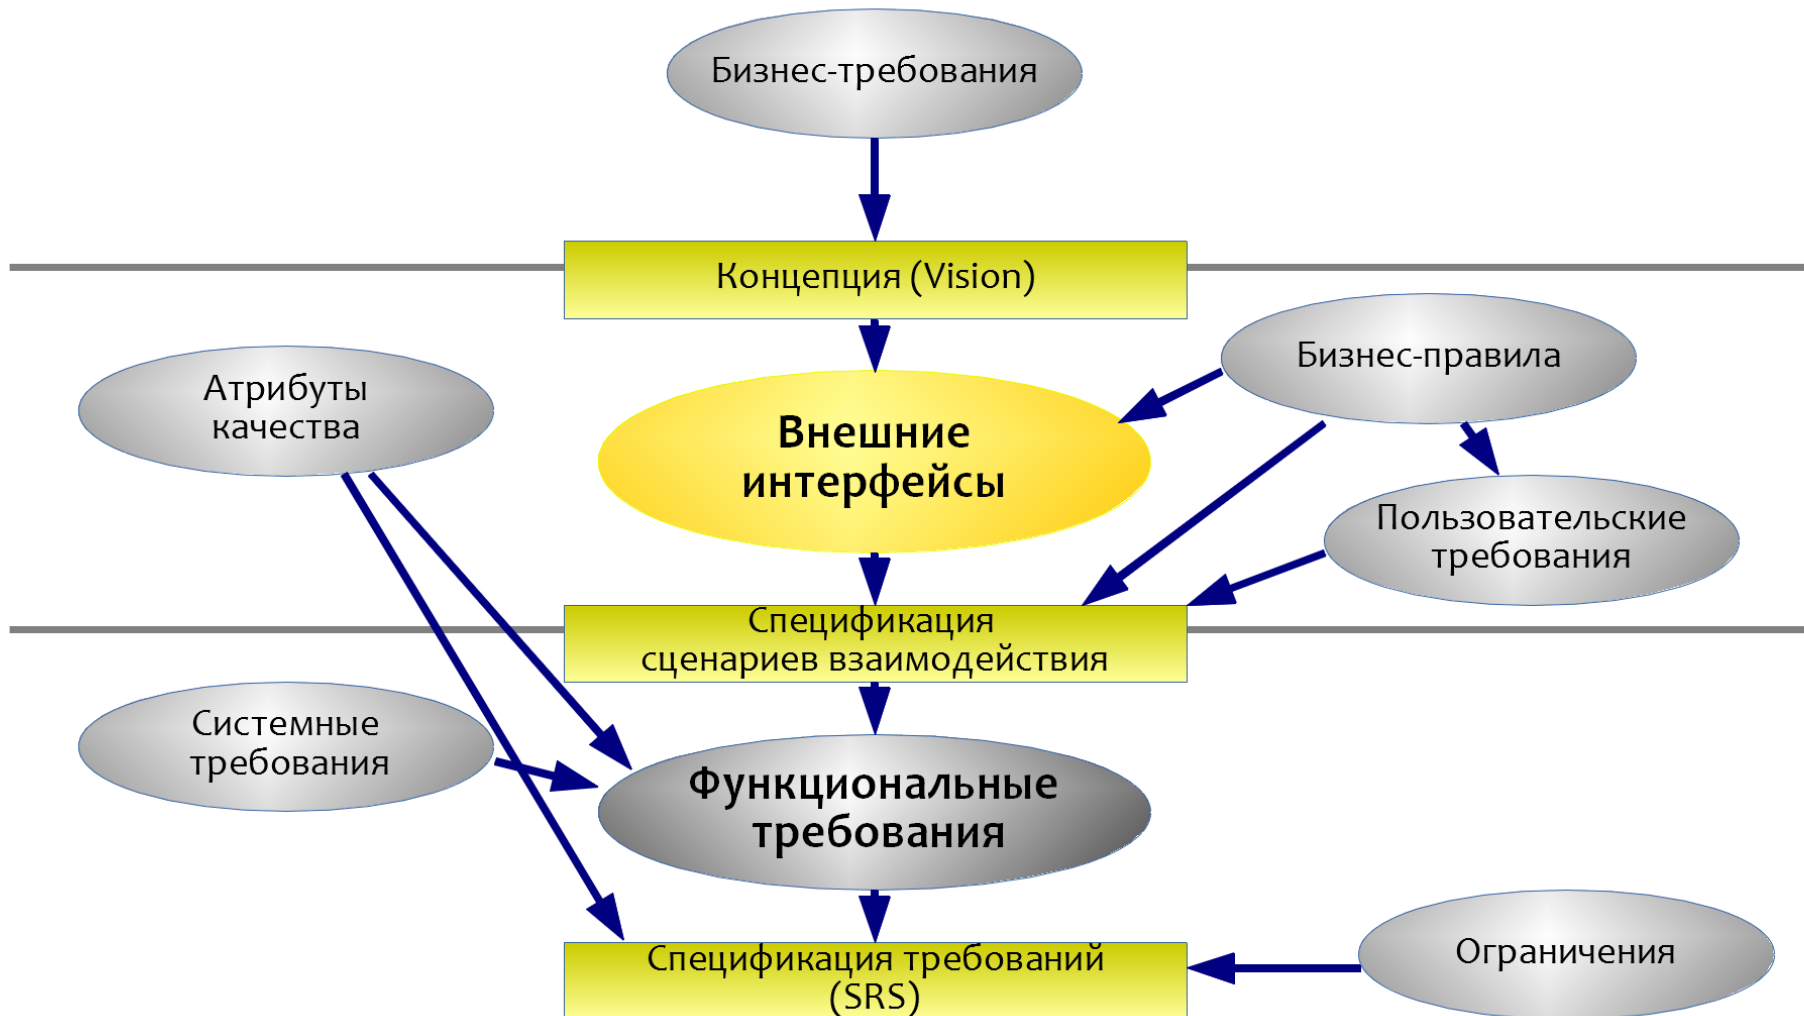 Бизнес-требования
Концепция (Vision)
Бизнес-правила
Атрибуты
качества
Внешние
интерфейсы
Пользовательские
требования
Спецификация
сценариев взаимодействия
Системные
требования
Функциональные
требования
Ограничения
Спецификация требований
(SRS)